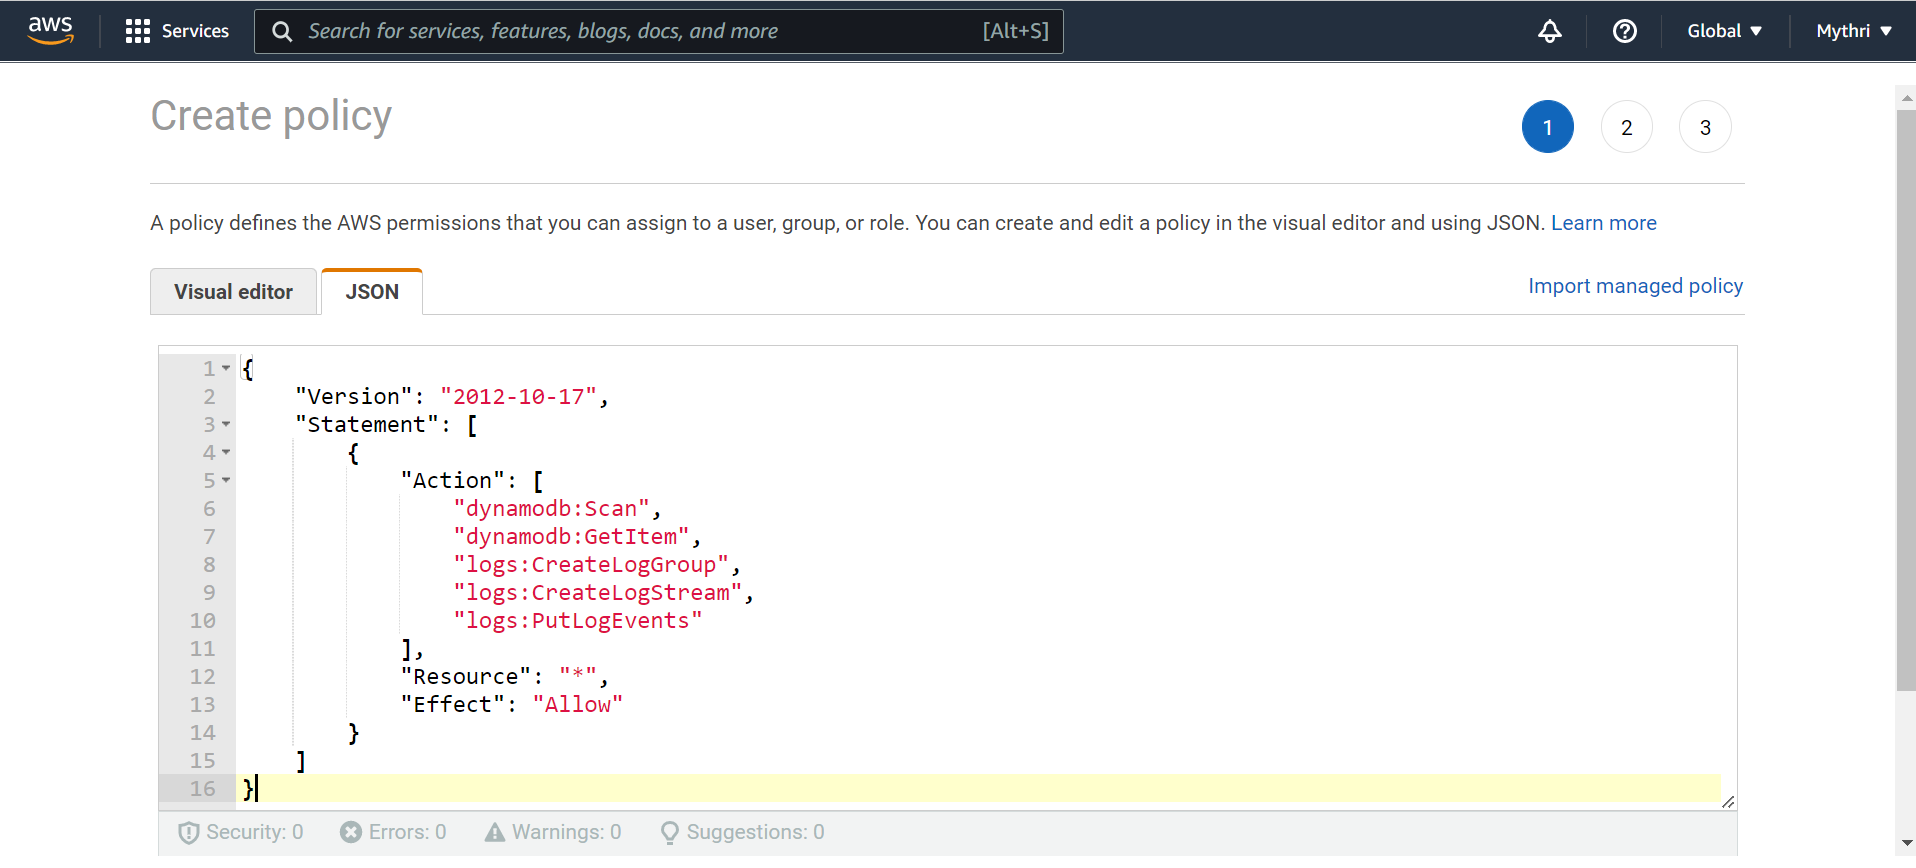 aws
Services
Search for services, features, blogs, docs, and more
[Alt+S]
Global
Mythri
Create policy
1
2
3
A policy defines the AWS permissions that you can assign to a user, group, or role. You can create and edit a policy in the visual editor and using JSON. Learn more
Visual editor
JSON
Import managed policy
1 {
2 "Version": "2012-10-17",
3 "Statement": [
4 {
5 "Action": [
6 "dynamodb:Scan",
7 "dynamodb:GetItem",
8 "logs:CreateLogGroup",
9 "logs:CreateLogStream",
10 "logs:PutLogEvents"
11 ],
12 "Resource": "*",
13 "Effect": "Allow"
14 }
15 ]
16 }
Security: 0
Errors: 0
Warnings: 0
Suggestions: 0